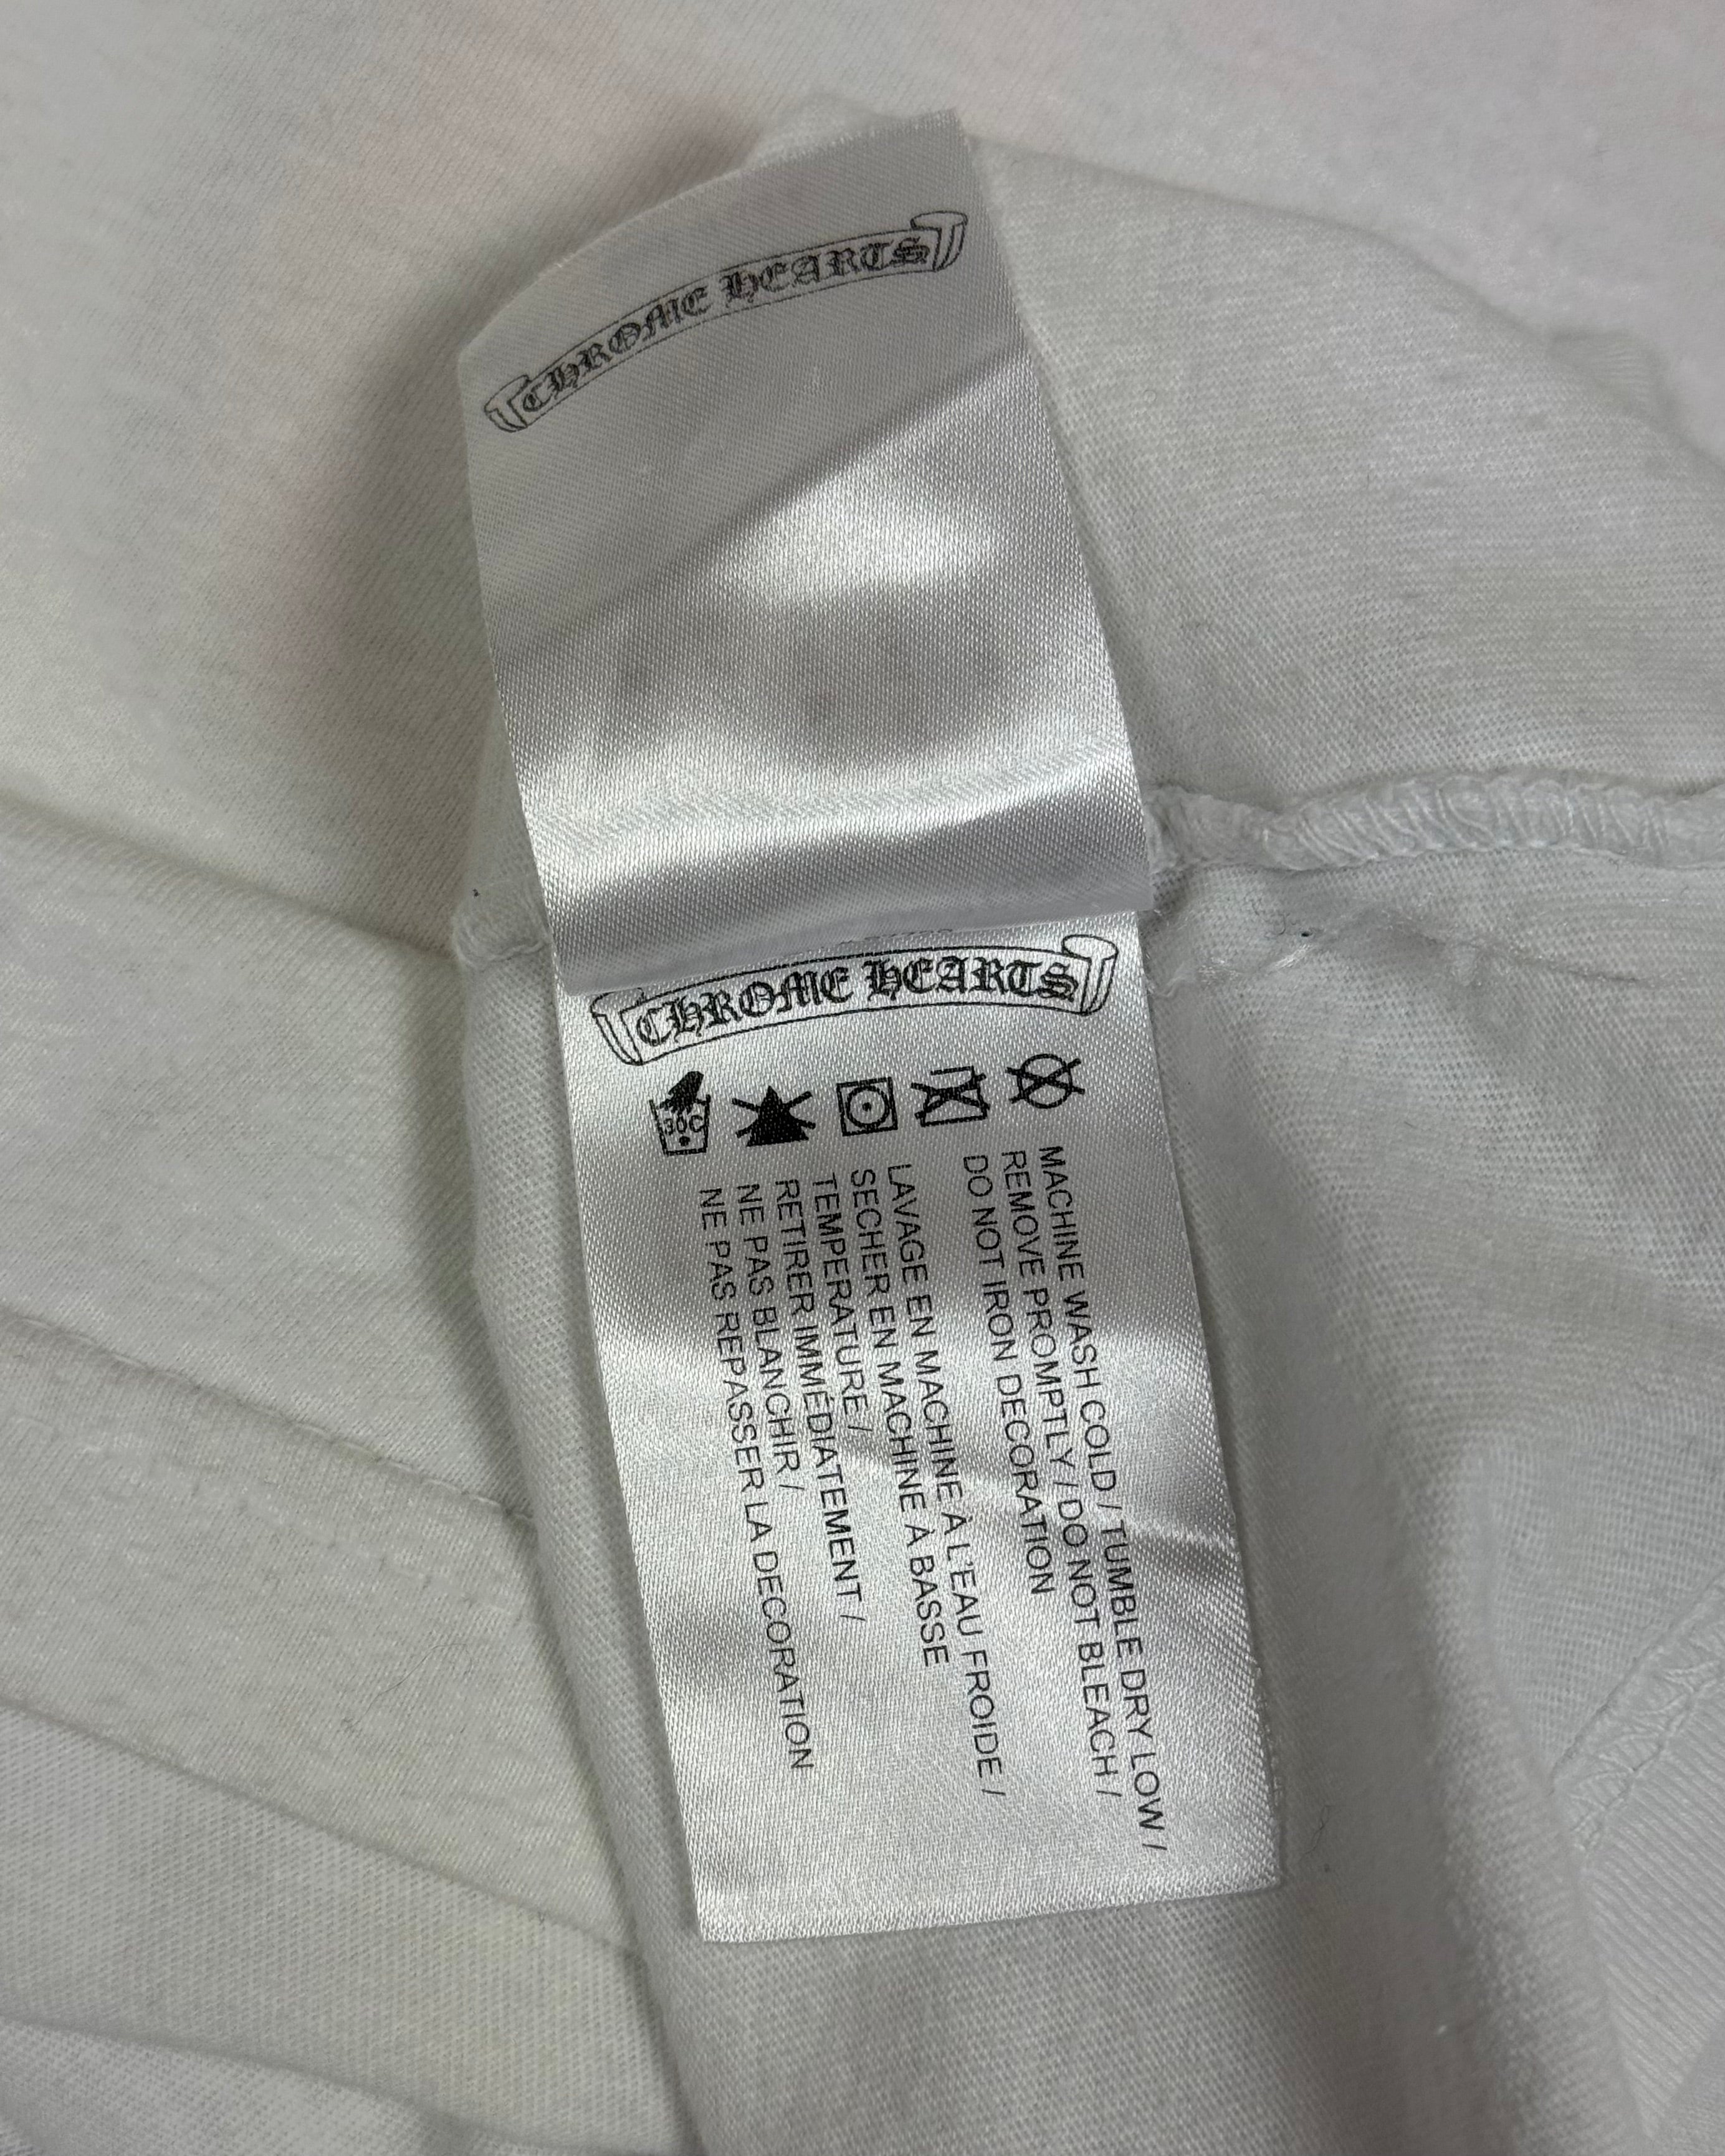 CHROME HEARTS
CHROME HEARTS
30C
MACHINE WASH COLD / TUMBLE DRY LOW /
REMOVE PROMPTLY / DO NOT BLEACH /
DO NOT IRON DECORATION
LAVAGE EN MACHINE À L'EAU FROIDE /
SECHER EN MACHINE À BASSE
TEMPERATURE /
RETIRER IMMÉDIATEMENT /
NE PAS BLANCHIR /
NE PAS REPASSER LA DECORATION